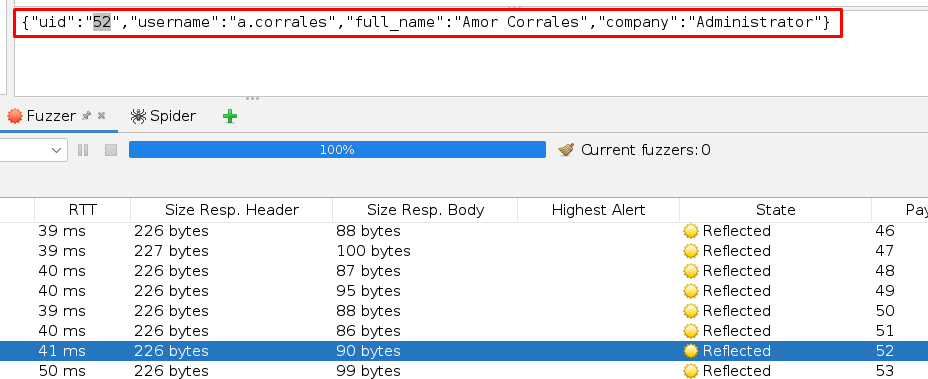 {"uid":"52","username":"a.corrales","full_name":"Amor Corrales","company":"Administrator"}
Fuzzer Spider
100% Current fuzzers: 0
RTT Size Resp. Header Size Resp. Body Highest Alert State Pay
39 ms 226 bytes 88 bytes Reflected 46
39 ms 227 bytes 100 bytes Reflected 47
40 ms 226 bytes 87 bytes Reflected 48
40 ms 226 bytes 95 bytes Reflected 49
39 ms 226 bytes 88 bytes Reflected 50
40 ms 226 bytes 86 bytes Reflected 51
41 ms 226 bytes 90 bytes Reflected 52
50 ms 226 bytes 99 bytes Reflected 53